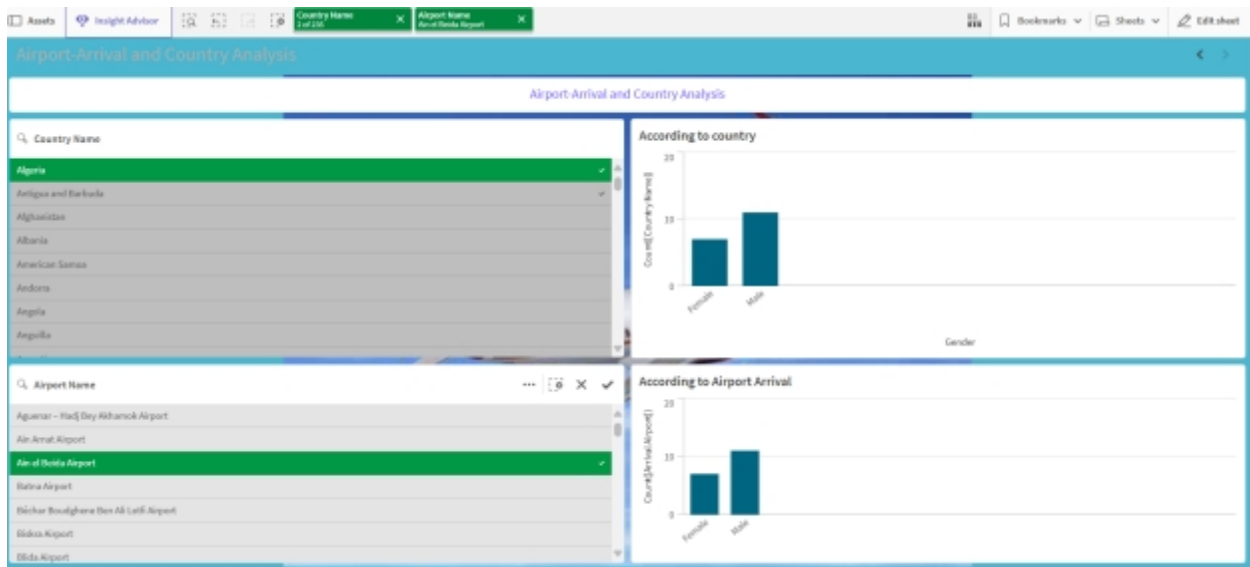 Assets
Insight Advisor
Country Name
2 of 235
Airport Name
Ain el Beida Airport
Bookmarks
Sheets
Edit sheet
Airport-Arrival and Country Analysis
Airport-Arrival and Country Analysis
Country Name
Algeria
Antigua and Barbuda
Afghanistan
Albania
American Samoa
Andorra
Angola
Anguilla
According to country
20
10
0
Count([Country Name])
Female
Male
Gender
Airport Name
Aguenar – Hadj Bey Akhamok Airport
Ain Arnat Airport
Ain el Beida Airport
Batna Airport
Béchar Boudghene Ben Ali Lotfi Airport
Biskra Airport
Blida Airport
According to Airport Arrival
20
10
0
Count([Arrival Airport])
Female
Male